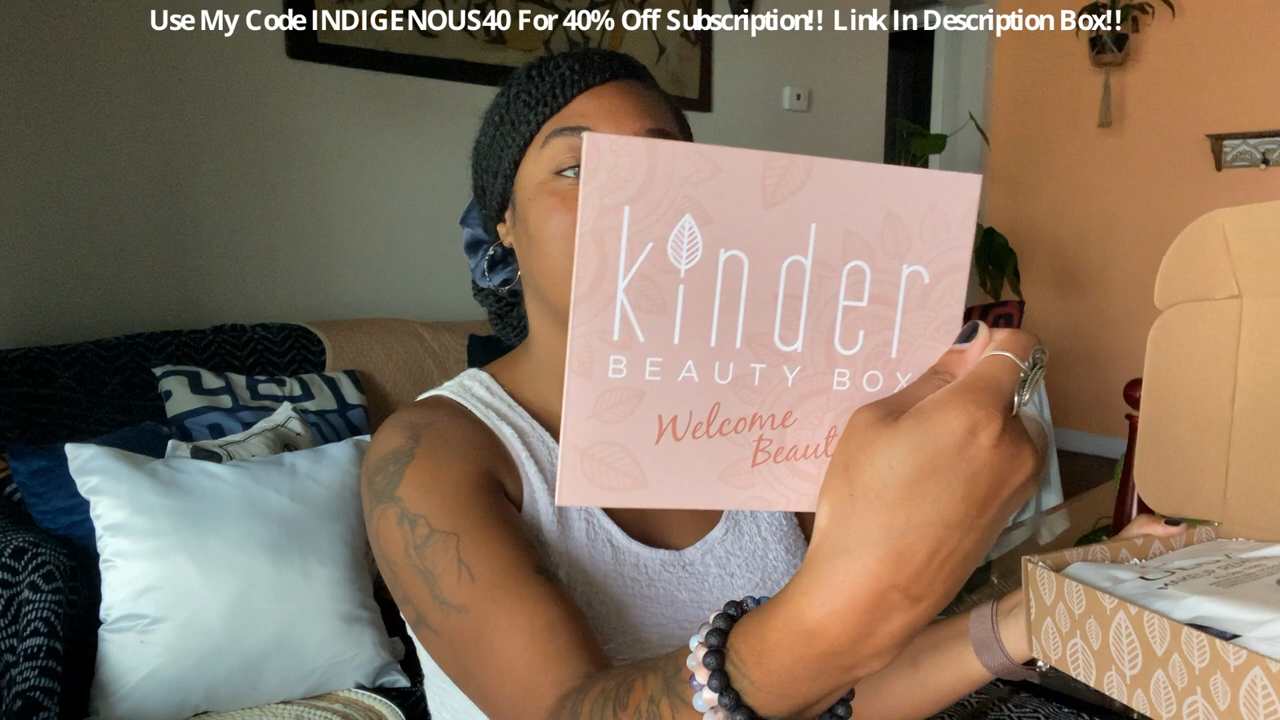 Use My Code INDIGENOUS40 For 40% Off Subscription!! Link In Description Box!!
kinder
BEAUTY BOX
Welcome